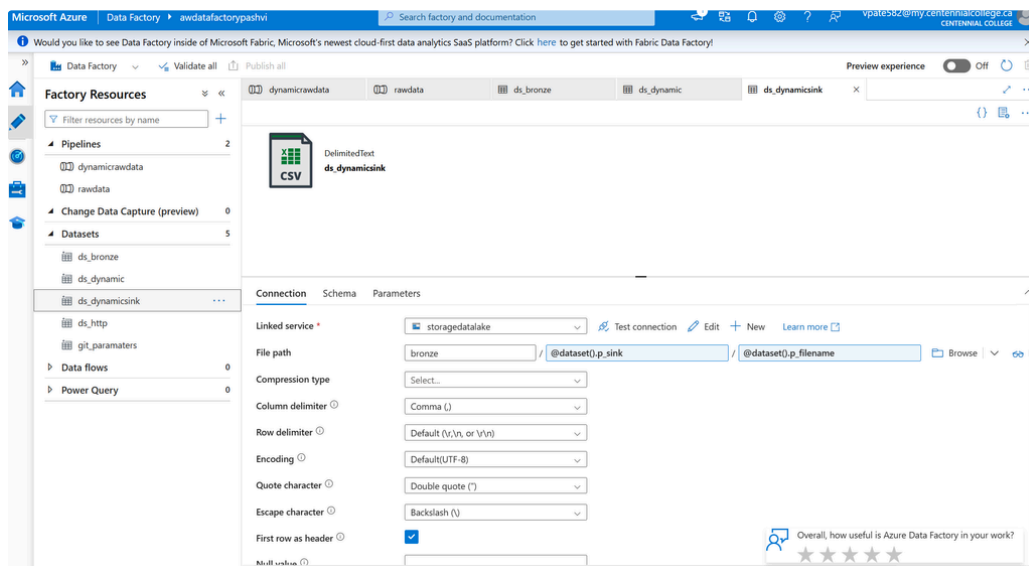 Microsoft Azure Data Factory awdatafactorypashvi Search factory and documentation vpate582@my.centennialcollege.ca
CENTENNIAL COLLEGE
Would you like to see Data Factory inside of Microsoft Fabric, Microsoft's newest cloud-first data analytics SaaS platform? Click here to get started with Fabric Data Factory!
Data Factory Validate all Publish all Preview experience Off
Factory Resources
dynamicrawdata rawdata ds_bronze ds_dynamic ds_dynamicsink
Filter resources by name
Pipelines 2
dynamicrawdata
rawdata
Change Data Capture (preview) 0
Datasets 5
ds_bronze
ds_dynamic
ds_dynamicsink
ds_http
git_paramaters
Data flows 0
Power Query 0
CSV
DelimitedText
ds_dynamicsink
Connection Schema Parameters
Linked service * storagedatalake Test connection Edit New Learn more
File path bronze / @dataset().p_sink / @dataset().p_filename Browse
Compression type Select...
Column delimiter Comma (,)
Row delimiter Default (\r,\n, or \r\n)
Encoding Default(UTF-8)
Quote character Double quote (")
Escape character Backslash (\)
First row as header
Null value
Overall, how useful is Azure Data Factory in your work?